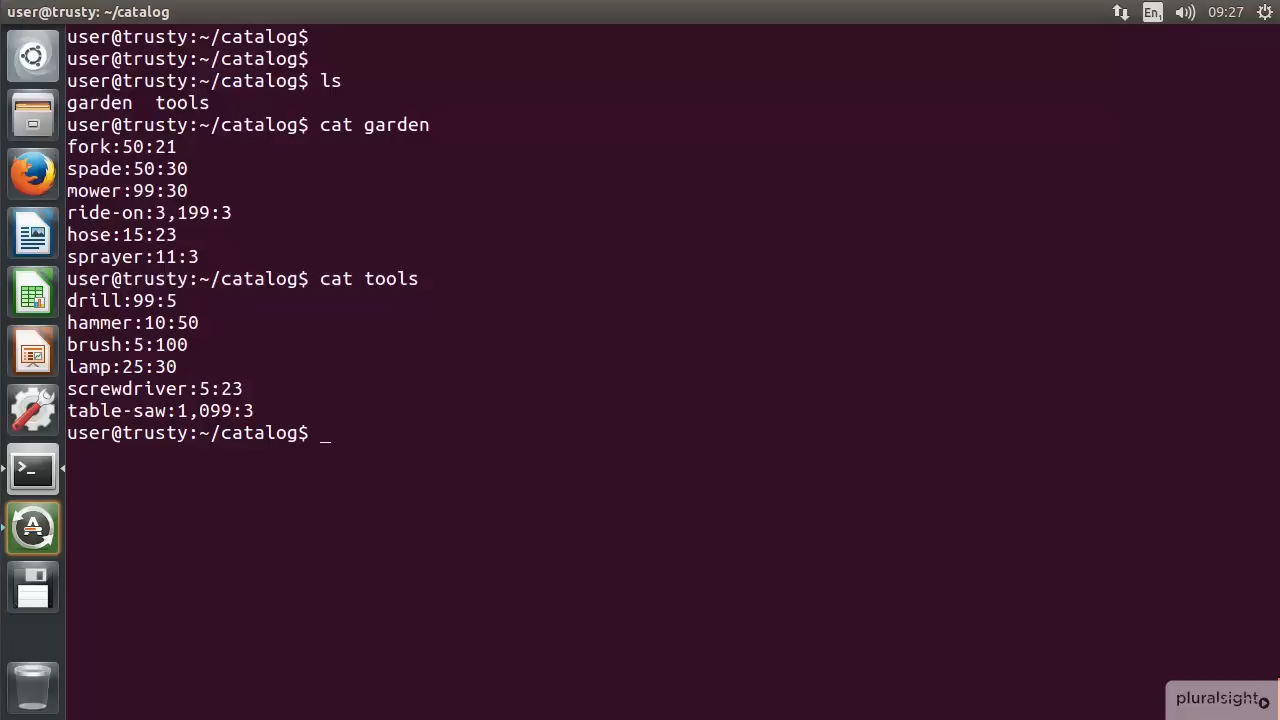 user@trusty: ~/catalog
En1
09:27
user@trusty:~/catalog$
user@trusty:~/catalog$
user@trusty:~/catalog$ ls
garden  tools
user@trusty:~/catalog$ cat garden
fork:50:21
spade:50:30
mower:99:30
ride-on:3,199:3
hose:15:23
sprayer:11:3
user@trusty:~/catalog$ cat tools
drill:99:5
hammer:10:50
brush:5:100
lamp:25:30
screwdriver:5:23
table-saw:1,099:3
user@trusty:~/catalog$ _
pluralsight